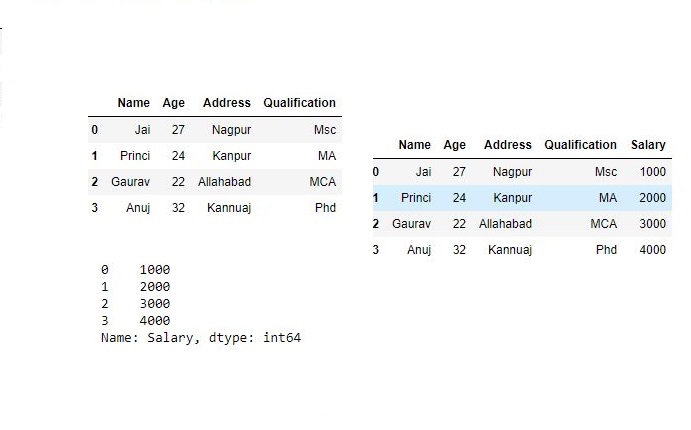 Name Age Address Qualification
0 Jai 27 Nagpur Msc
1 Princi 24 Kanpur MA
2 Gaurav 22 Allahabad MCA
3 Anuj 32 Kannuaj Phd
0 1000
1 2000
2 3000
3 4000
Name: Salary, dtype: int64
Name Age Address Qualification Salary
0 Jai 27 Nagpur Msc 1000
1 Princi 24 Kanpur MA 2000
2 Gaurav 22 Allahabad MCA 3000
3 Anuj 32 Kannuaj Phd 4000